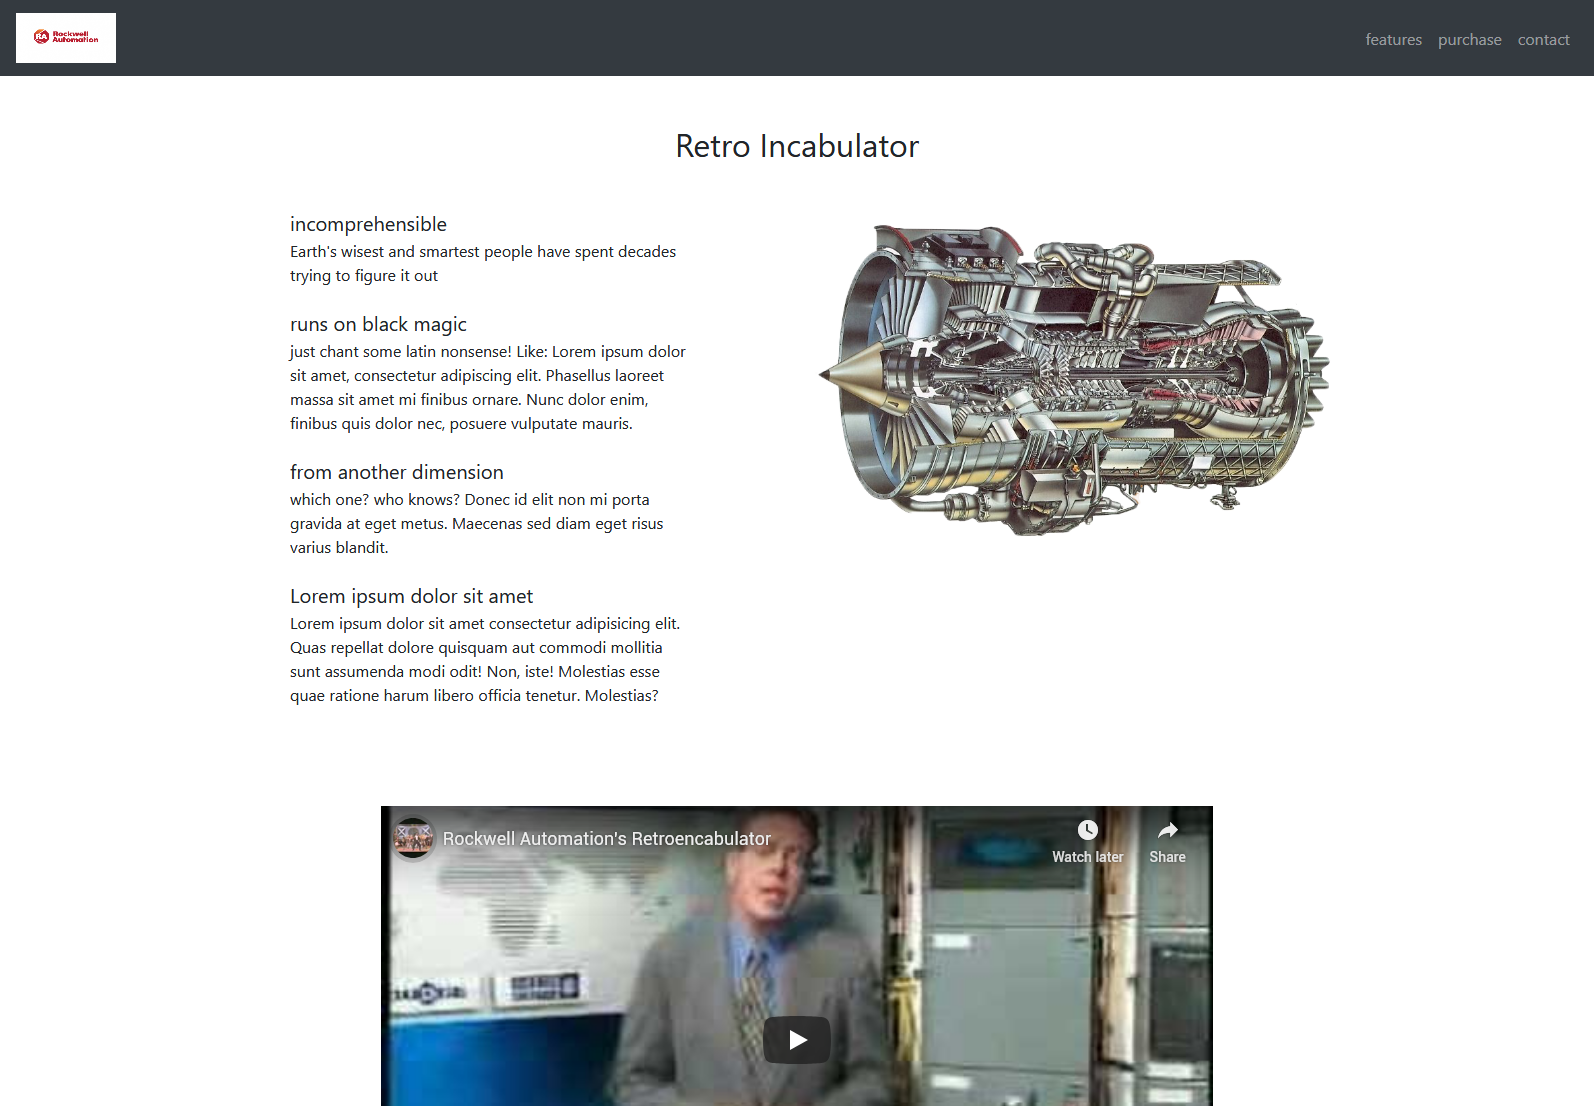 RA Rockwell
Automation
features purchase contact
Retro Incabulator
incomprehensible
Earth's wisest and smartest people have spent decades
trying to figure it out
runs on black magic
just chant some latin nonsense! Like: Lorem ipsum dolor
sit amet, consectetur adipiscing elit. Phasellus laoreet
massa sit amet mi finibus ornare. Nunc dolor enim,
finibus quis dolor nec, posuere vulputate mauris.
from another dimension
which one? who knows? Donec id elit non mi porta
gravida at eget metus. Maecenas sed diam eget risus
varius blandit.
Lorem ipsum dolor sit amet
Lorem ipsum dolor sit amet consectetur adipisicing elit.
Quas repellat dolore quisquam aut commodi mollitia
sunt assumenda modi odit! Non, iste! Molestias esse
quae ratione harum libero officia tenetur. Molestias?
Rockwell Automation's Retroencabulator
Watch later Share